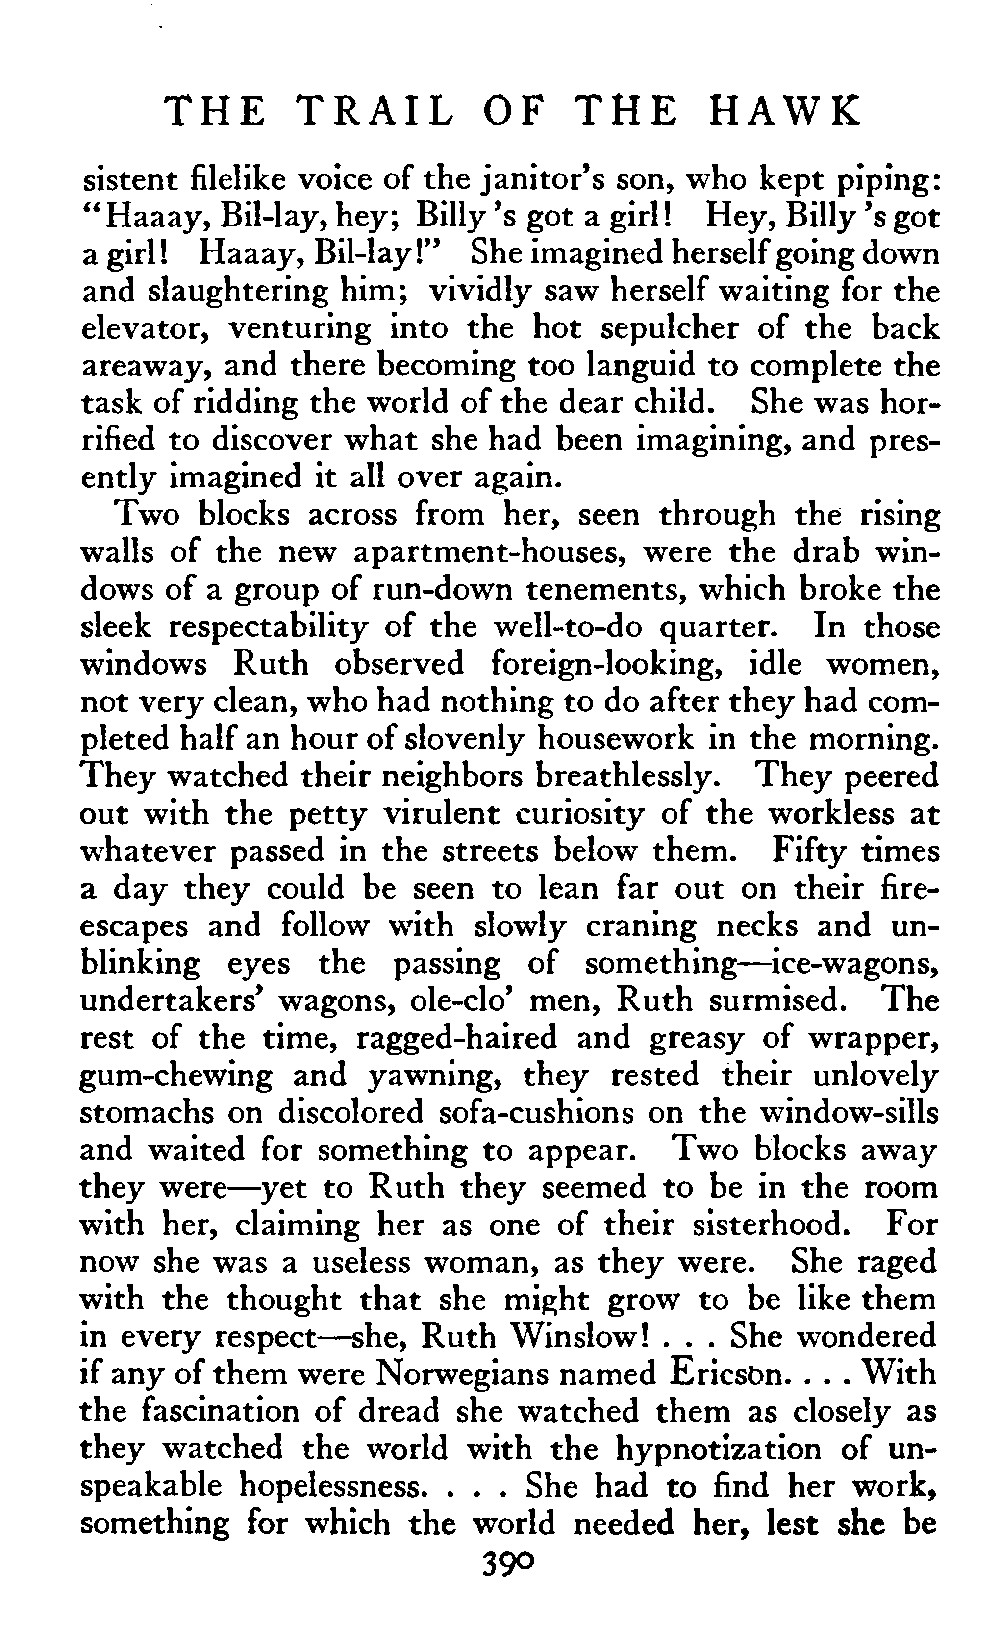 THE TRAIL OF THE HAWK
sistent filelike voice of the janitor's son, who kept piping:
"Haaay, Bil-lay, hey; Billy 's got a girl! Hey, Billy 's got
a girl! Haaay, Bil-lay!" She imagined herself going down
and slaughtering him; vividly saw herself waiting for the
elevator, venturing into the hot sepulcher of the back
areaway, and there becoming too languid to complete the
task of ridding the world of the dear child. She was hor-
rified to discover what she had been imagining, and pres-
ently imagined it all over again.
Two blocks across from her, seen through the rising
walls of the new apartment-houses, were the drab win-
dows of a group of run-down tenements, which broke the
sleek respectability of the well-to-do quarter. In those
windows Ruth observed foreign-looking, idle women,
not very clean, who had nothing to do after they had com-
pleted half an hour of slovenly housework in the morning.
They watched their neighbors breathlessly. They peered
out with the petty virulent curiosity of the workless at
whatever passed in the streets below them. Fifty times
a day they could be seen to lean far out on their fire-
escapes and follow with slowly craning necks and un-
blinking eyes the passing of something—ice-wagons,
undertakers' wagons, ole-clo' men, Ruth surmised. The
rest of the time, ragged-haired and greasy of wrapper,
gum-chewing and yawning, they rested their unlovely
stomachs on discolored sofa-cushions on the window-sills
and waited for something to appear. Two blocks away
they were—yet to Ruth they seemed to be in the room
with her, claiming her as one of their sisterhood. For
now she was a useless woman, as they were. She raged
with the thought that she might grow to be like them
in every respect—she, Ruth Winslow! . . . She wondered
if any of them were Norwegians named Ericson. . . . With
the fascination of dread she watched them as closely as
they watched the world with the hypnotization of un-
speakable hopelessness. . . . She had to find her work,
something for which the world needed her, lest she be
390